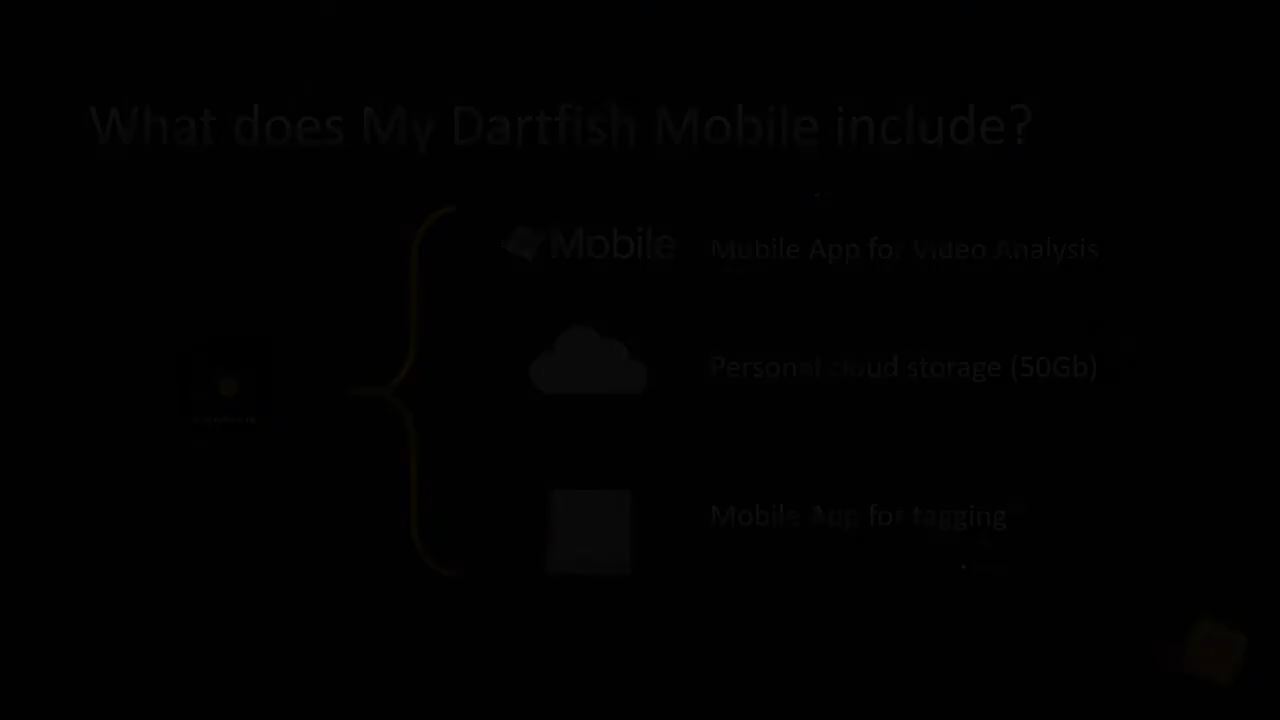 What does My Dartfish Mobile include?
Mobile
Mobile App for Video Analysis
Personal cloud storage (50Gb)
Mobile App for tagging